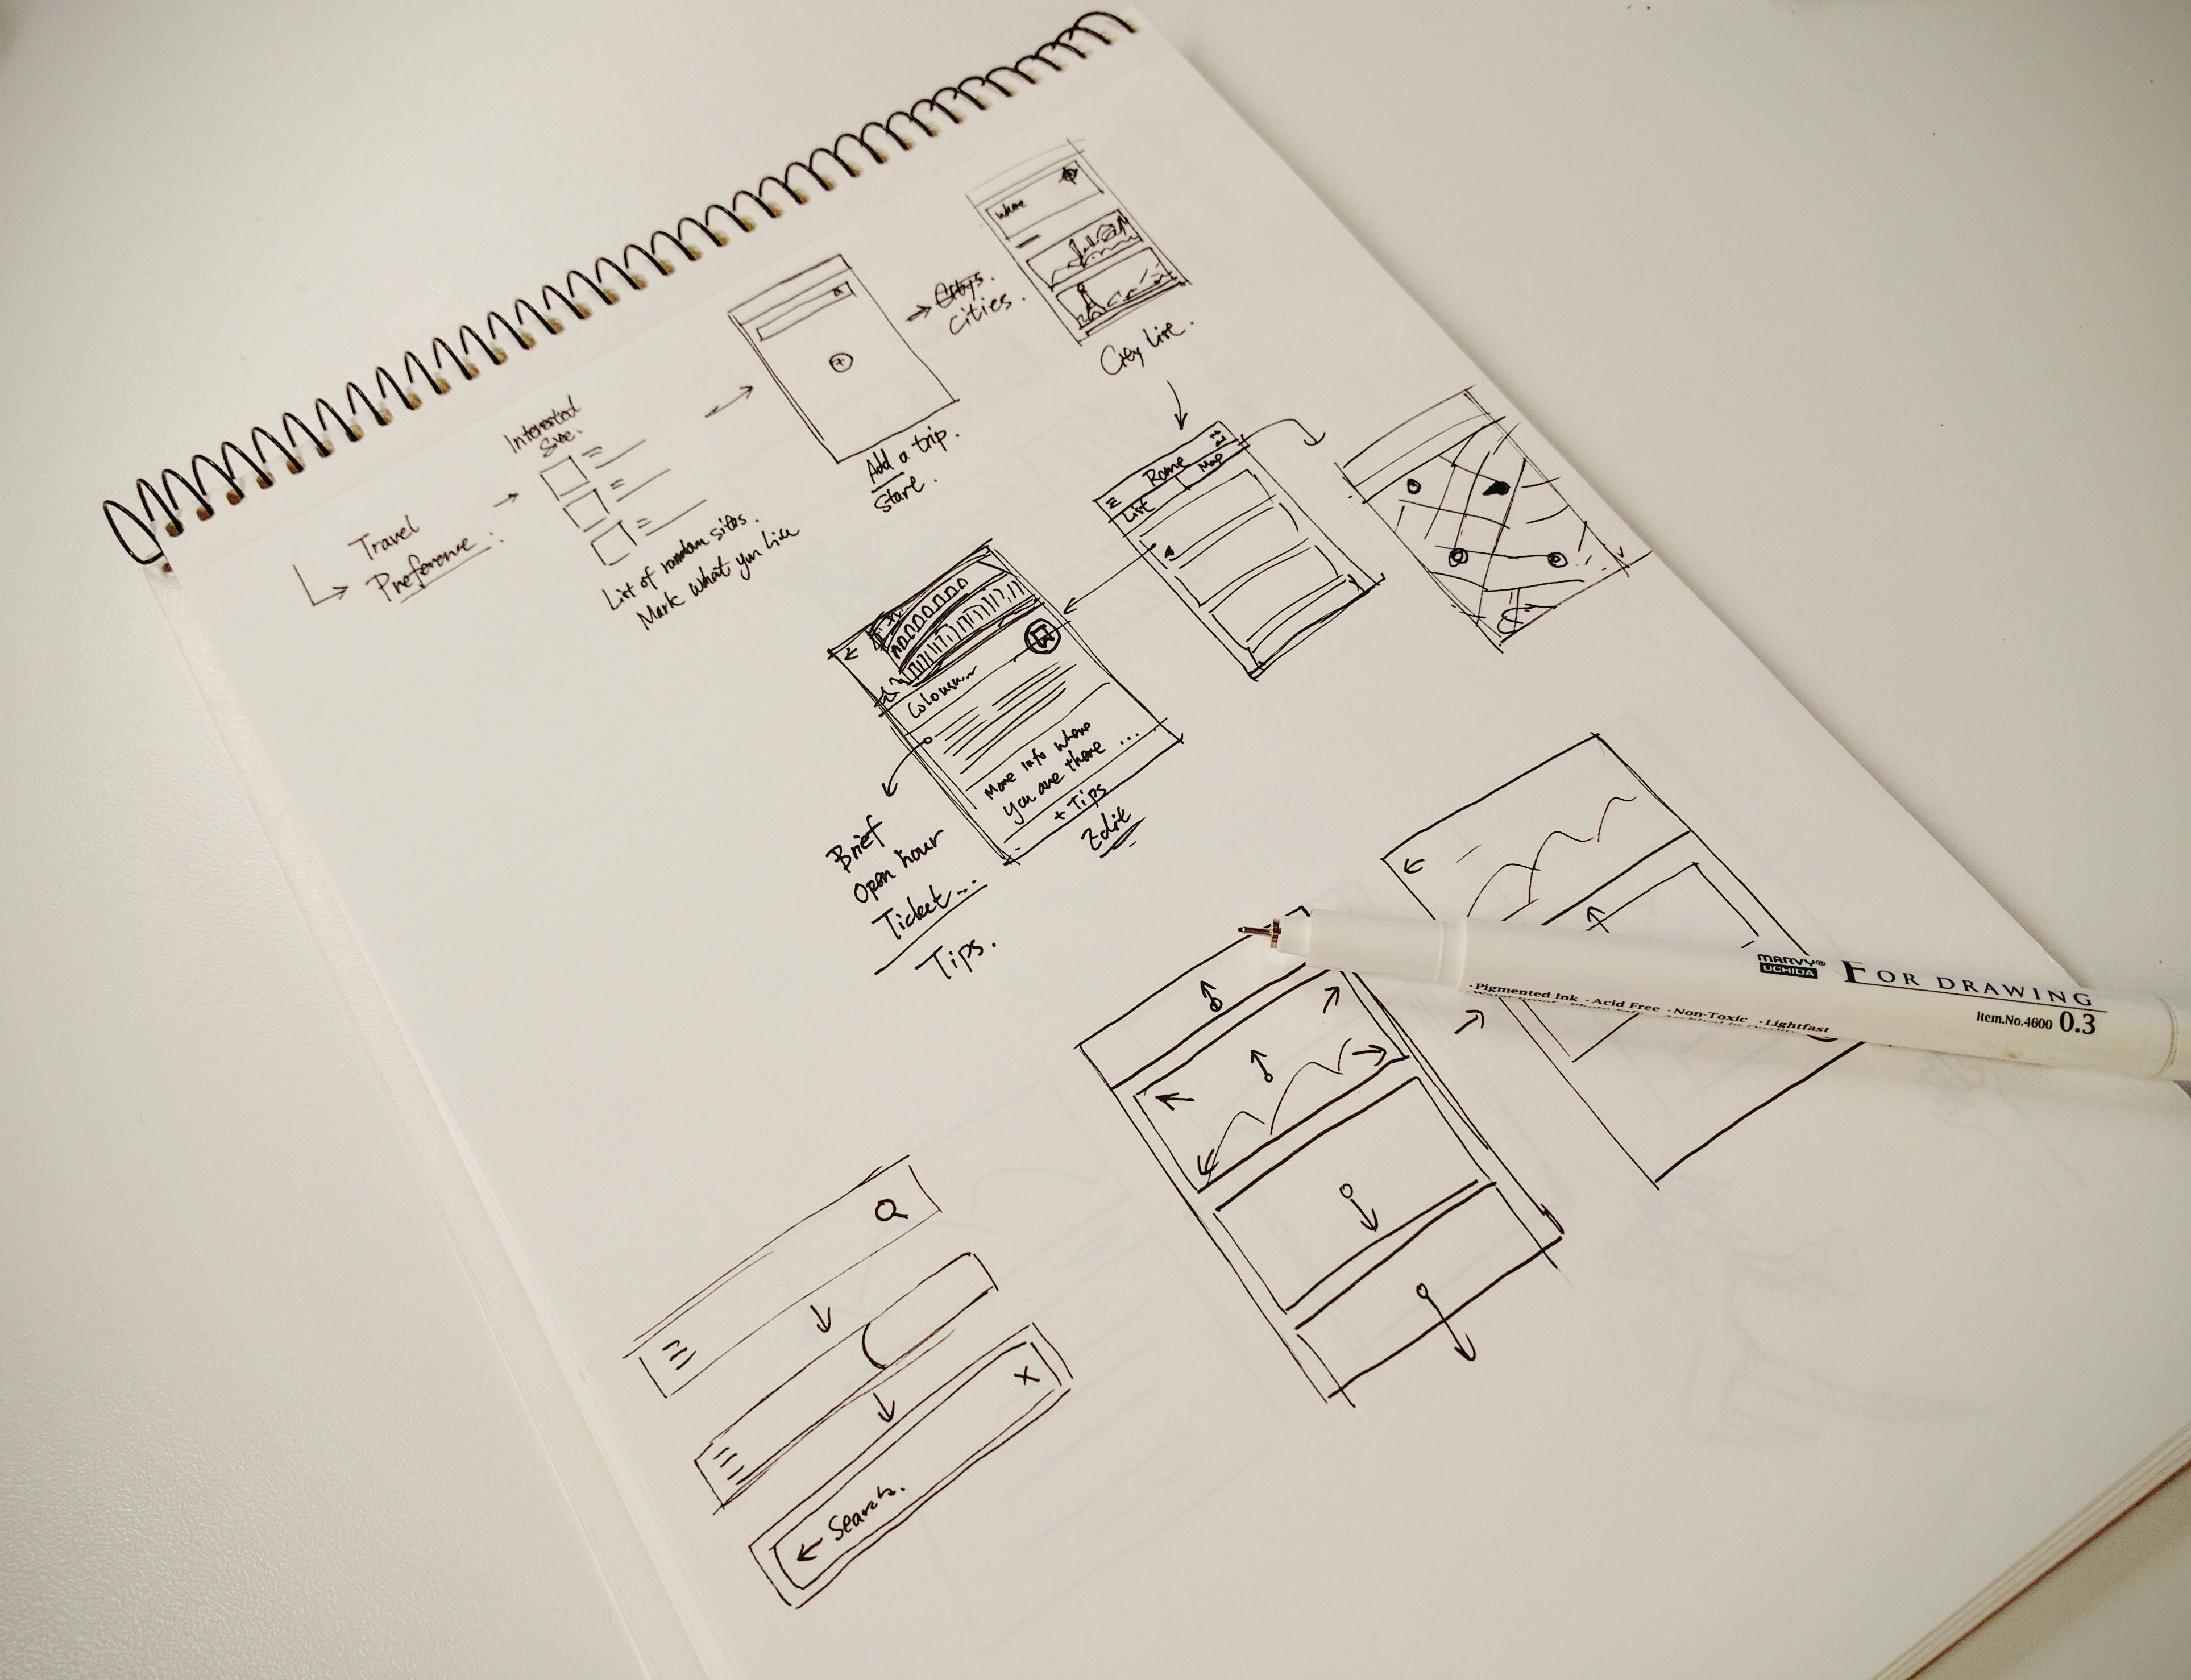 Travel
Preference:
Interested
Site.
List of random sites.
Mark what you like
Add a trip.
Start.
Citys.
cities.
Where
City List.
Rome
List
Map
Colosseu...
More info when
you are there ...
+ Tips
Edit
Brief
Open hour
Ticket...
Tips.
Search.
MARVY®
UCHIDA
FOR DRAWING
·Pigmented Ink ·Acid Free ·Non-Toxic ·Lightfast
Item.No.4600 0.3